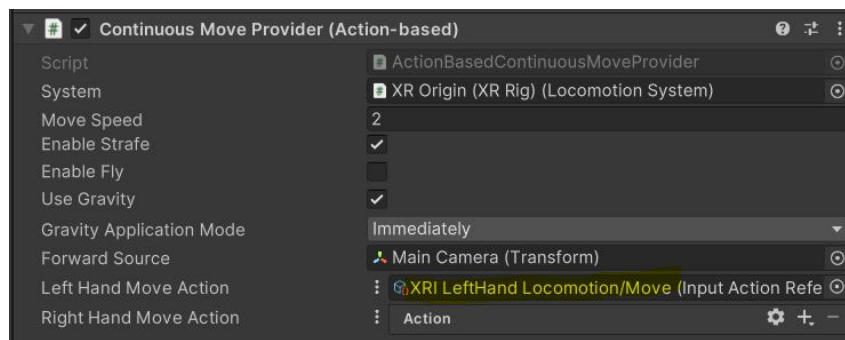 Continuous Move Provider (Action-based)
Script ActionBasedContinuousMoveProvider
System XR Origin (XR Rig) (Locomotion System)
Move Speed 2
Enable Strafe
Enable Fly
Use Gravity
Gravity Application Mode Immediately
Forward Source Main Camera (Transform)
Left Hand Move Action XRI LeftHand Locomotion/Move (Input Action Refe
Right Hand Move Action Action